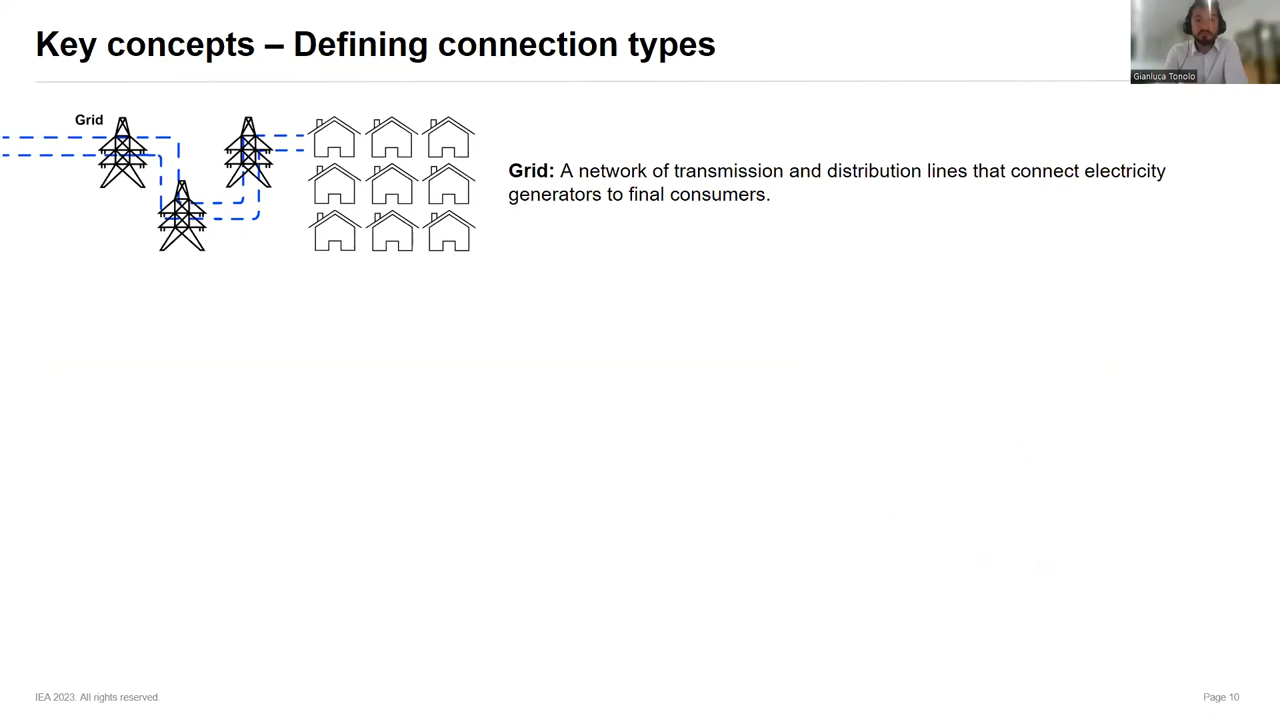 Key concepts – Defining connection types
Gianluca Tonolo
Grid
Grid: A network of transmission and distribution lines that connect electricity
generators to final consumers.
IEA 2023. All rights reserved.
Page 10